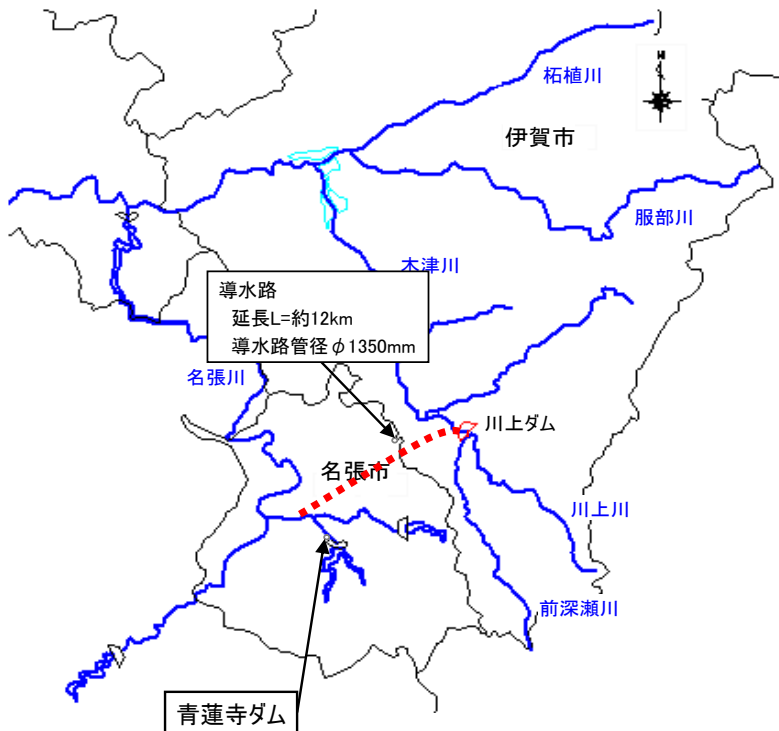 N
柘植川
伊賀市
服部川
木津川
導水路
延長L=約12km
導水路管径φ1350mm
名張川
川上ダム
名張市
川上川
前深瀬川
青蓮寺ダム